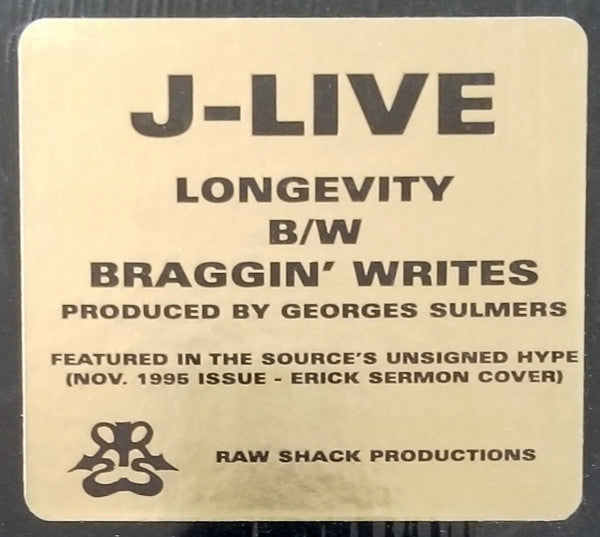 J-LIVE
LONGEVITY
B/W
BRAGGIN' WRITES
PRODUCED BY GEORGES SULMERS
FEATURED IN THE SOURCE'S UNSIGNED HYPE
(NOV. 1995 ISSUE - ERICK SERMON COVER)
RAW SHACK PRODUCTIONS